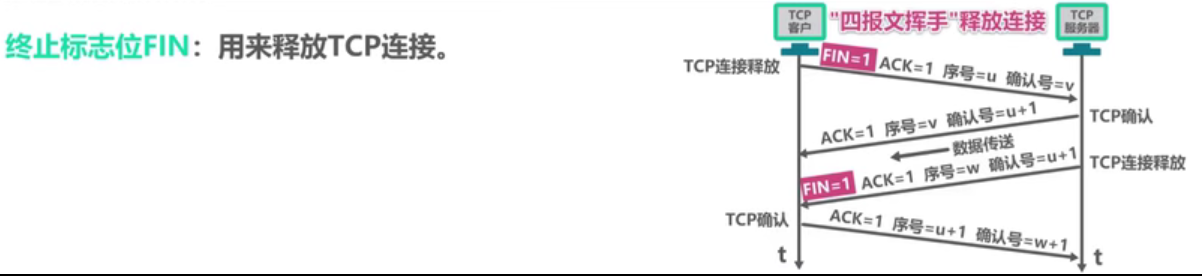 终止标志位FIN：用来释放TCP连接。
TCP
客户
"四报文挥手"释放连接
TCP
服务器
TCP连接释放
FIN=1 ACK=1 序号=u 确认号=v
TCP确认
ACK=1 序号=v 确认号=u+1
数据传送
TCP连接释放
FIN=1 ACK=1 序号=w 确认号=u+1
TCP确认
ACK=1 序号=u+1 确认号=w+1
t
t